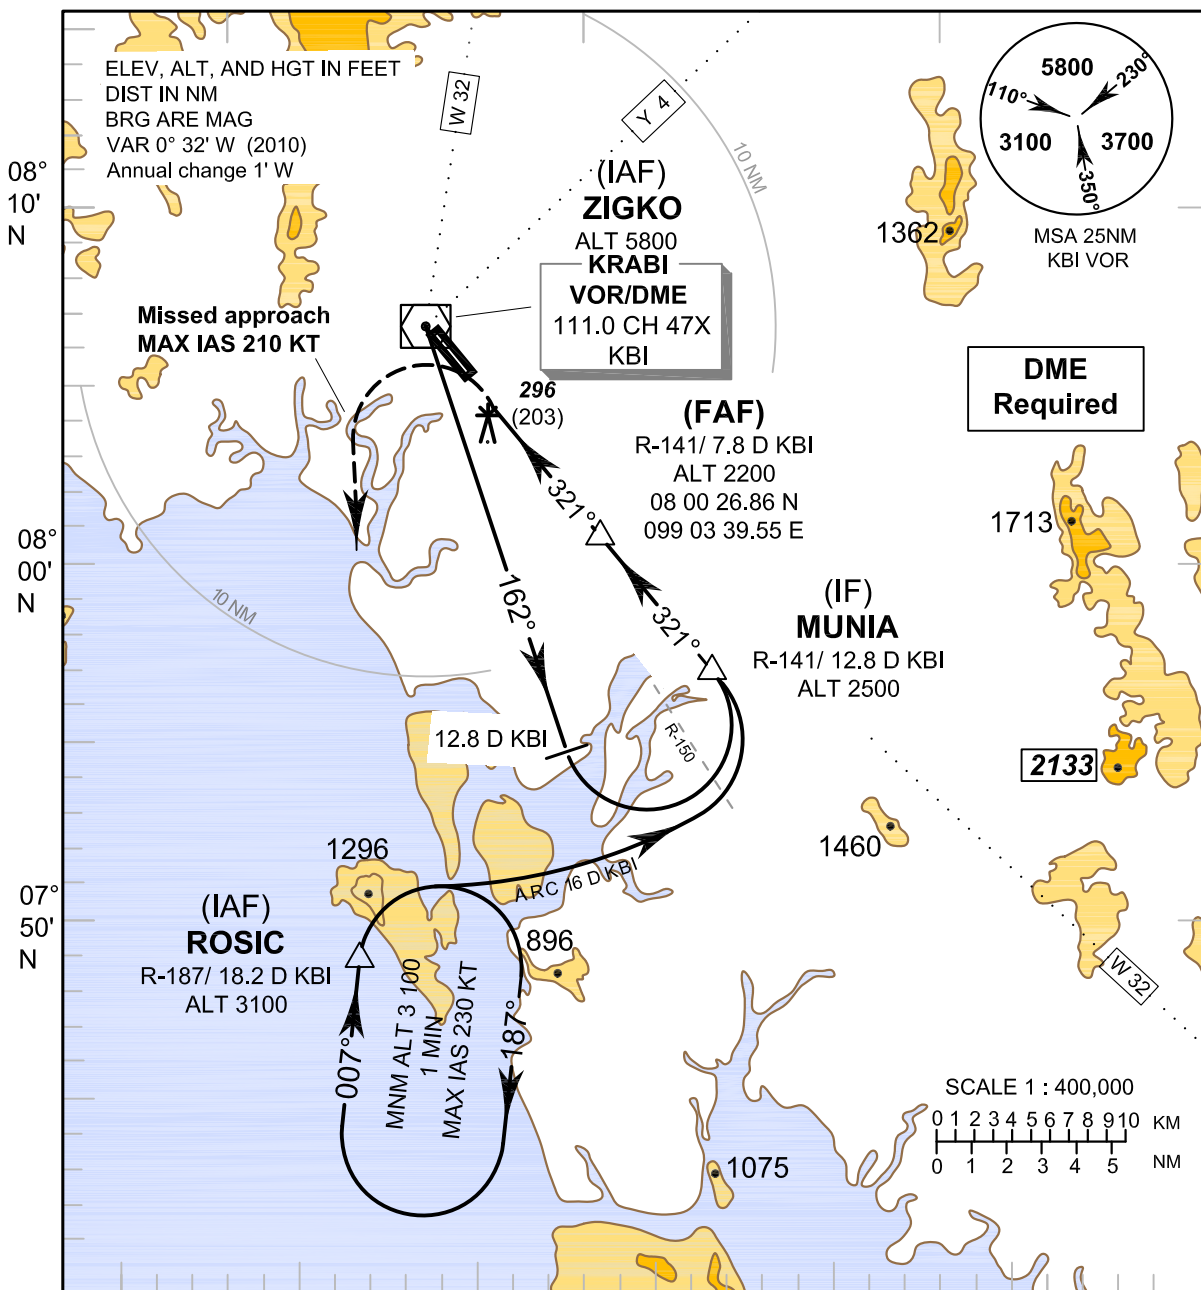 ELEV, ALT, AND HGT IN FEET
DIST IN NM
BRG ARE MAG
VAR 0° 32' W (2010)
Annual change 1' W
W 32
Y 4
10 NM
5800
110°
230°
3100
3700
350°
MSA 25NM
KBI VOR
08°
10'
N
(IAF)
ZIGKO
ALT 5800
KRABI
VOR/DME
111.0 CH 47X
KBI
1362
Missed approach
MAX IAS 210 KT
DME
Required
296
(203)
(FAF)
R-141/ 7.8 D KBI
ALT 2200
08 00 26.86 N
099 03 39.55 E
321°
1713
08°
00'
N
162°
10 NM
321°
(IF)
MUNIA
R-141/ 12.8 D KBI
ALT 2500
12.8 D KBI
R-150
2133
1460
1296
ARC 16 D KBI
07°
50'
N
(IAF)
ROSIC
R-187/ 18.2 D KBI
ALT 3100
896
W 32
007°
MNM ALT 3 100
1 MIN
MAX IAS 230 KT
187°
SCALE 1 : 400,000
0 1 2 3 4 5 6 7 8 9 10 KM
0 1 2 3 4 5 NM
1075